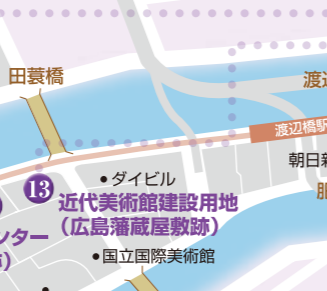 田蓑橋
渡辺
渡辺橋駅
朝日新
肥
13
ダイビル
近代美術館建設用地
(広島藩蔵屋敷跡)
ンター
国立国際美術館